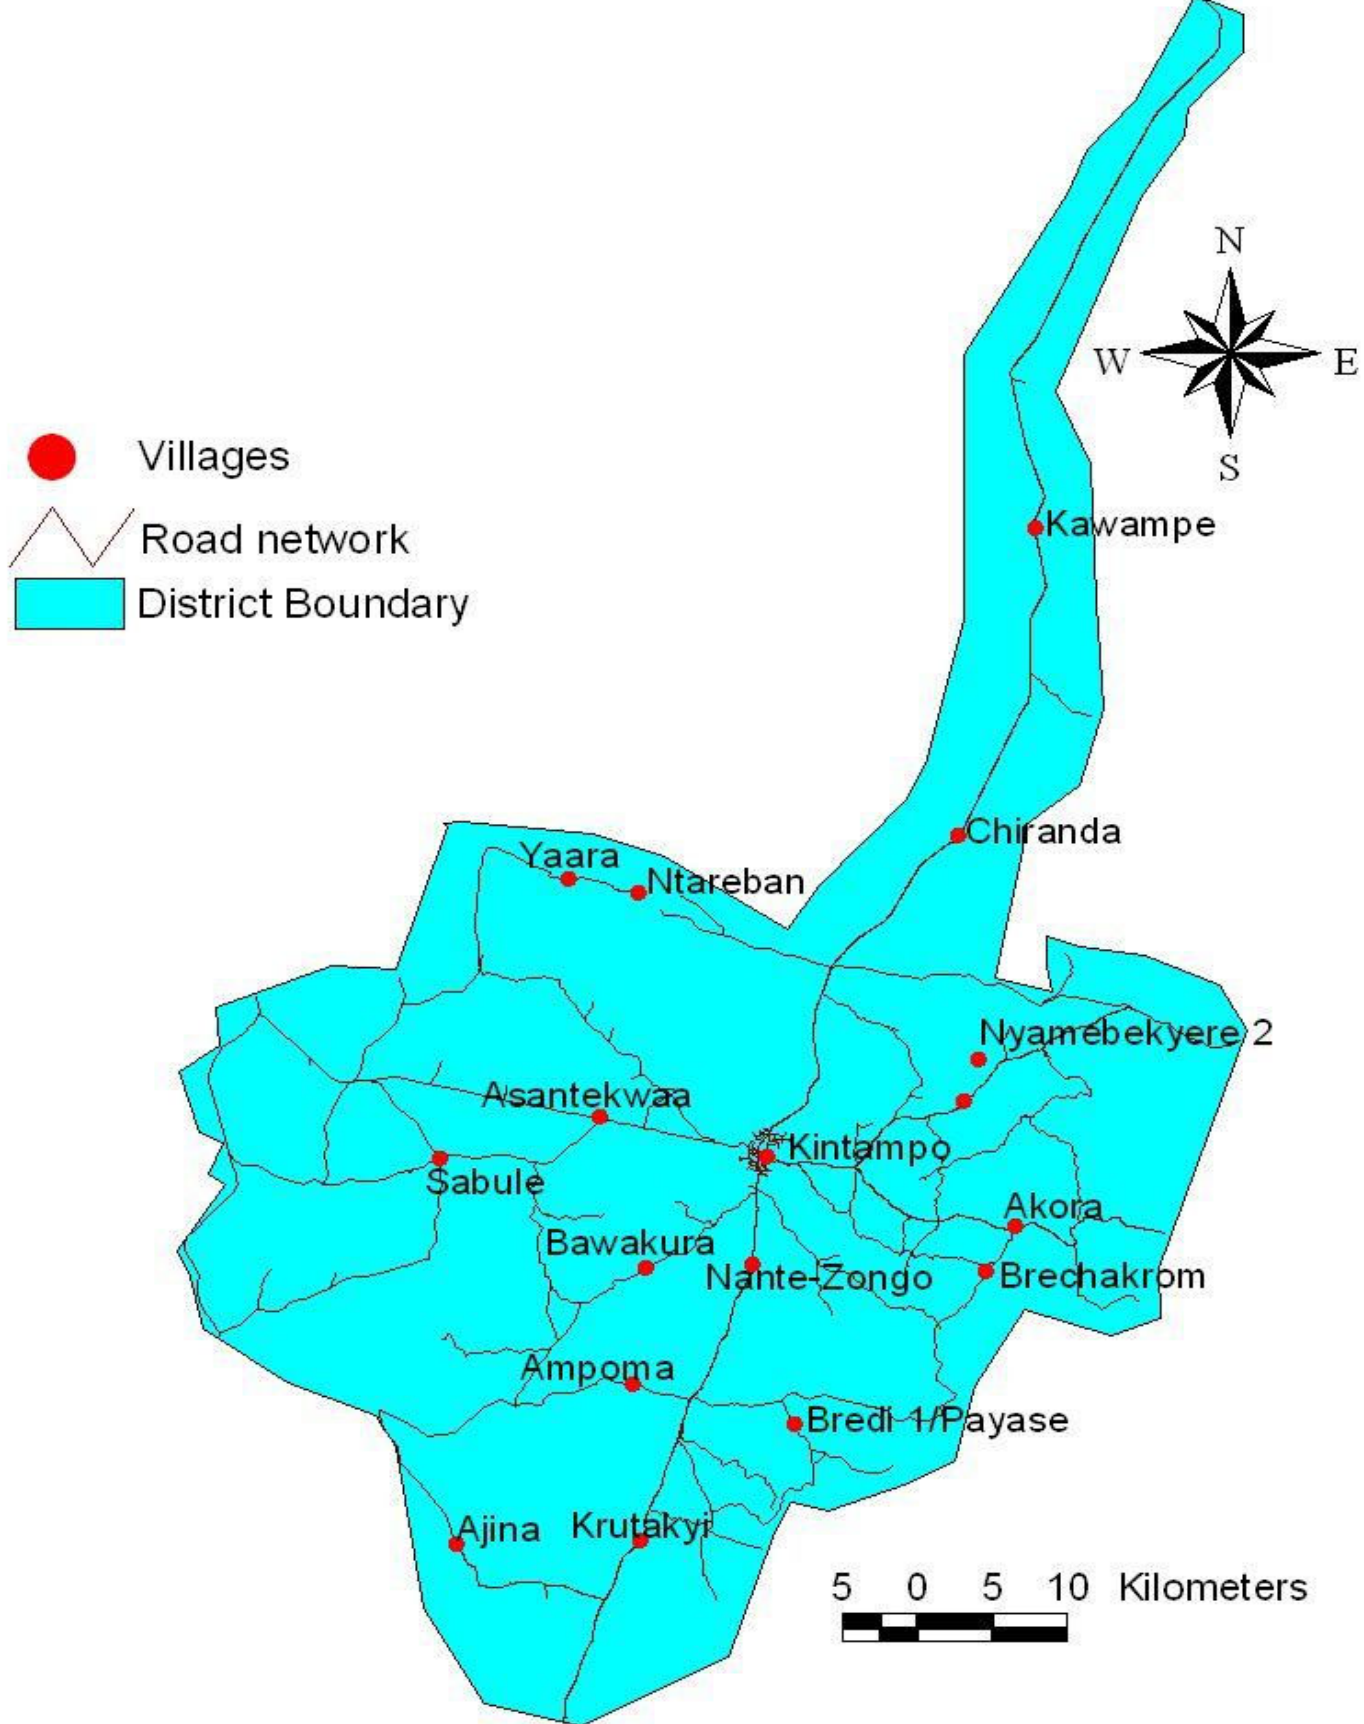 N
W E
S
Villages
Road network
District Boundary
Kawampe
Chiranda
Yaara
Ntareban
Nyamebekyere 2
Asantekwaa
Kintampo
Sabule
Akora
Bawakura
Nante-Zongo
Brechakrom
Ampoma
Bredi 1/Payase
Ajina
Krutakyi
5 0 5 10 Kilometers